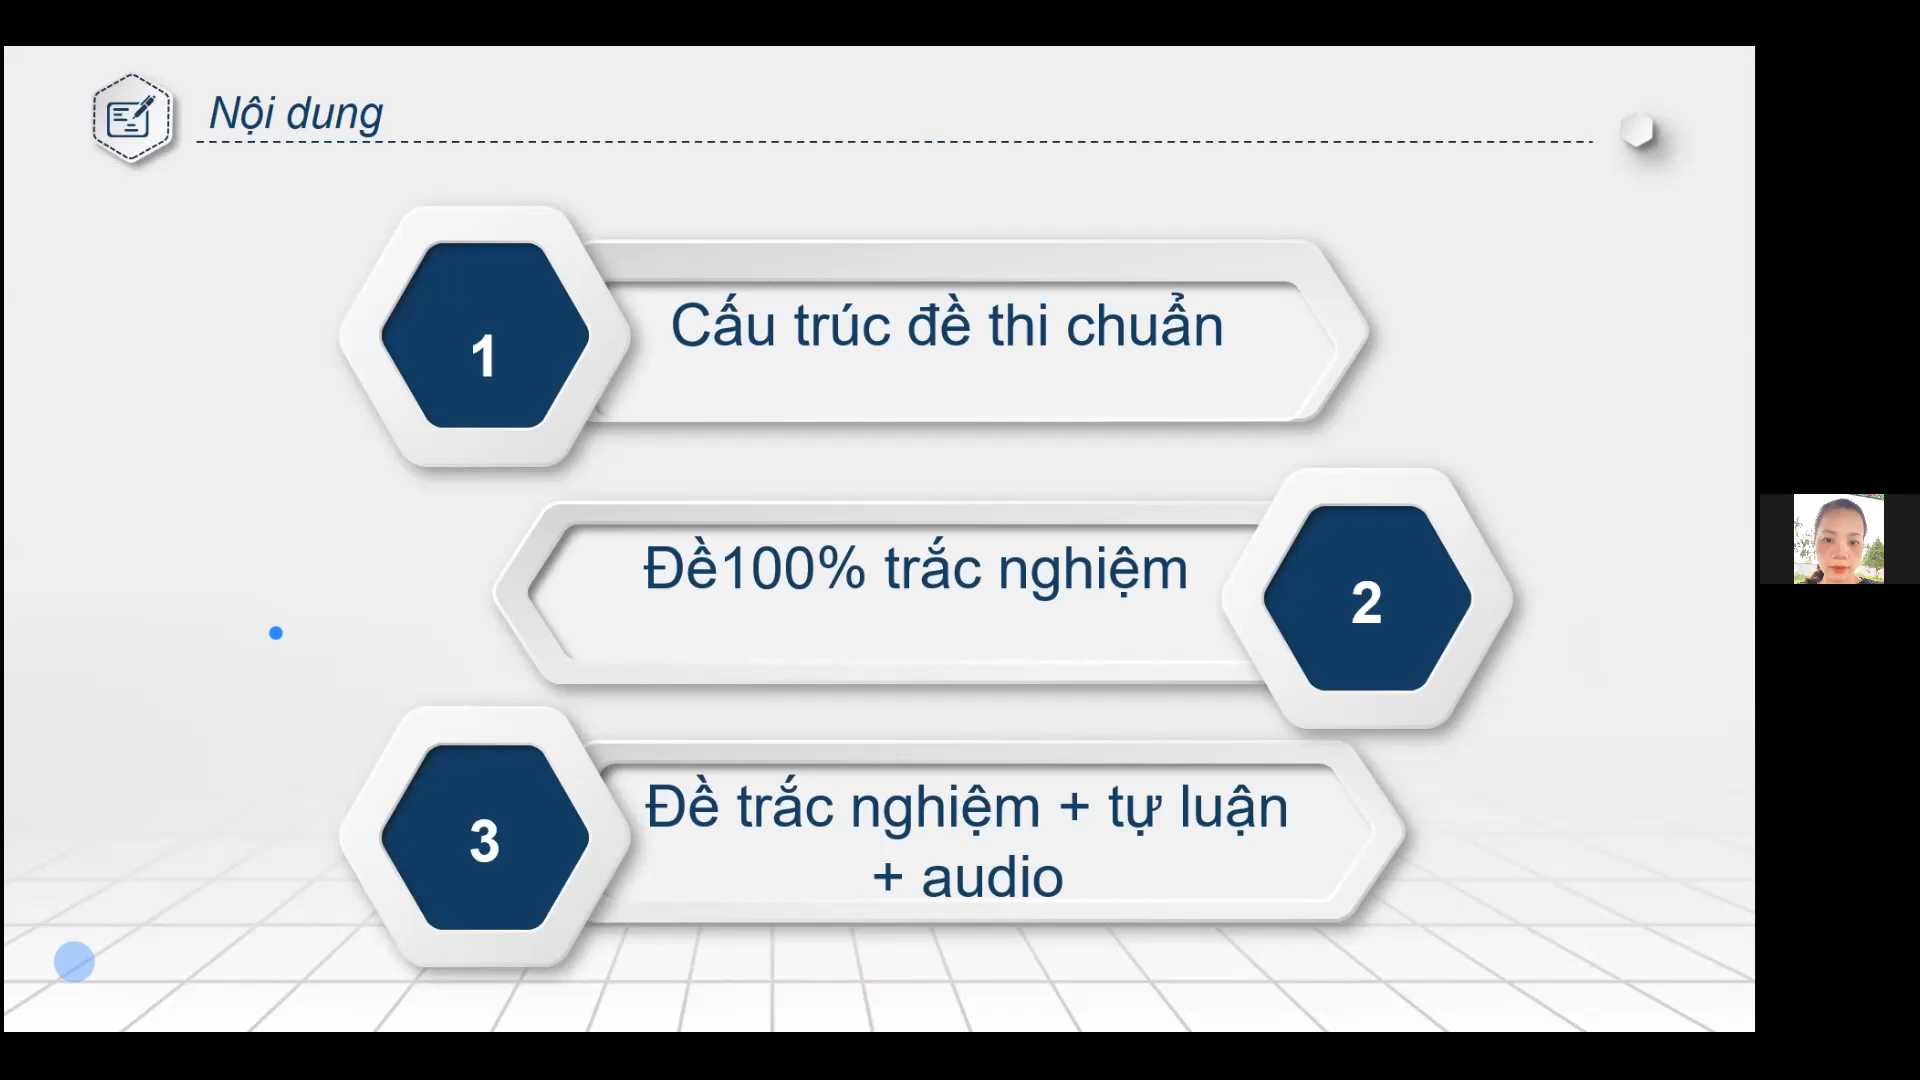 Nội dung
1
Cấu trúc đề thi chuẩn
Đề100% trắc nghiệm
2
3
Đề trắc nghiệm + tự luận
+ audio